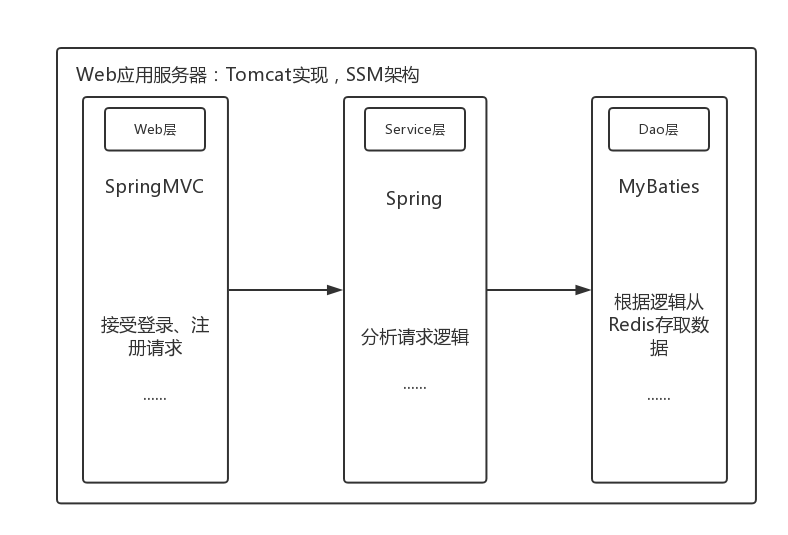 Web应用服务器：Tomcat实现，SSM架构
Web层
SpringMVC
接受登录、注
册请求
......
Service层
Spring
分析请求逻辑
......
Dao层
MyBaties
根据逻辑从
Redis存取数
据
......